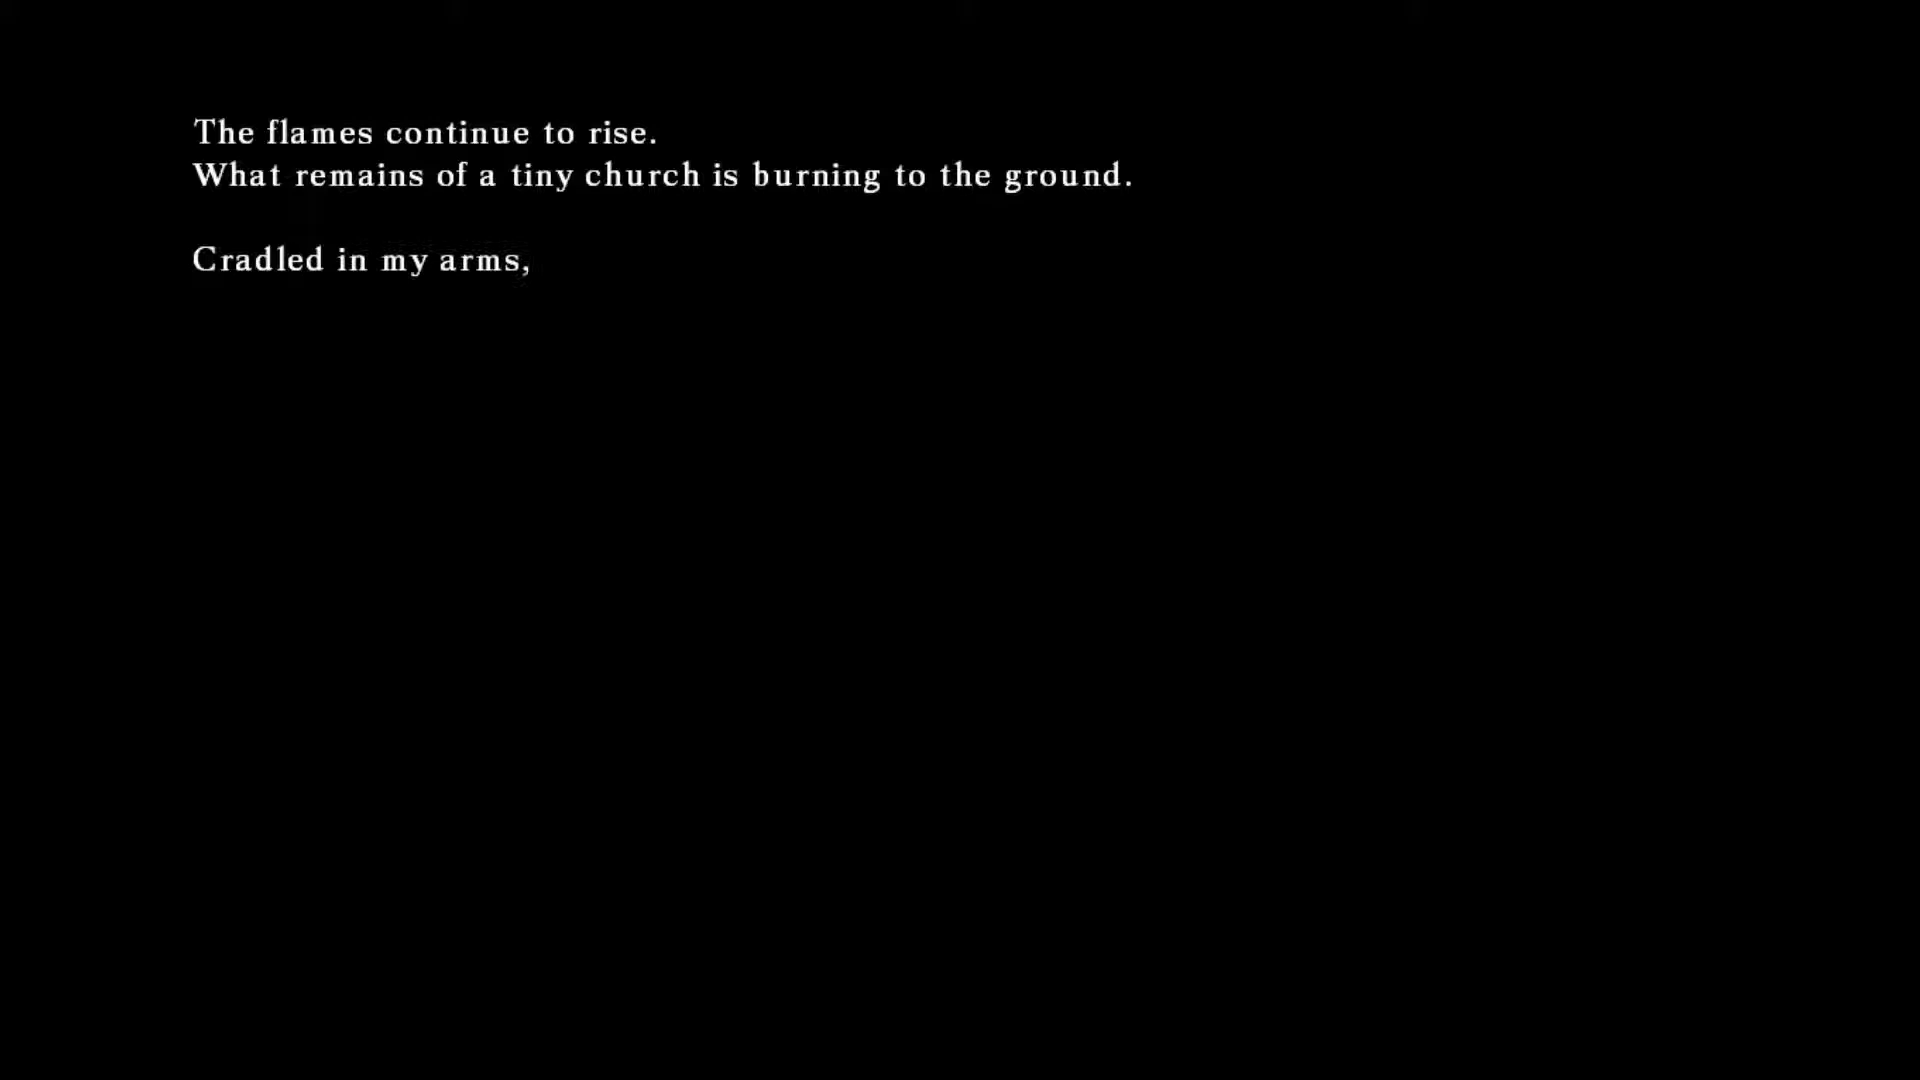 The flames continue to rise.
What remains of a tiny church is burning to the ground.
Cradled in my arms,